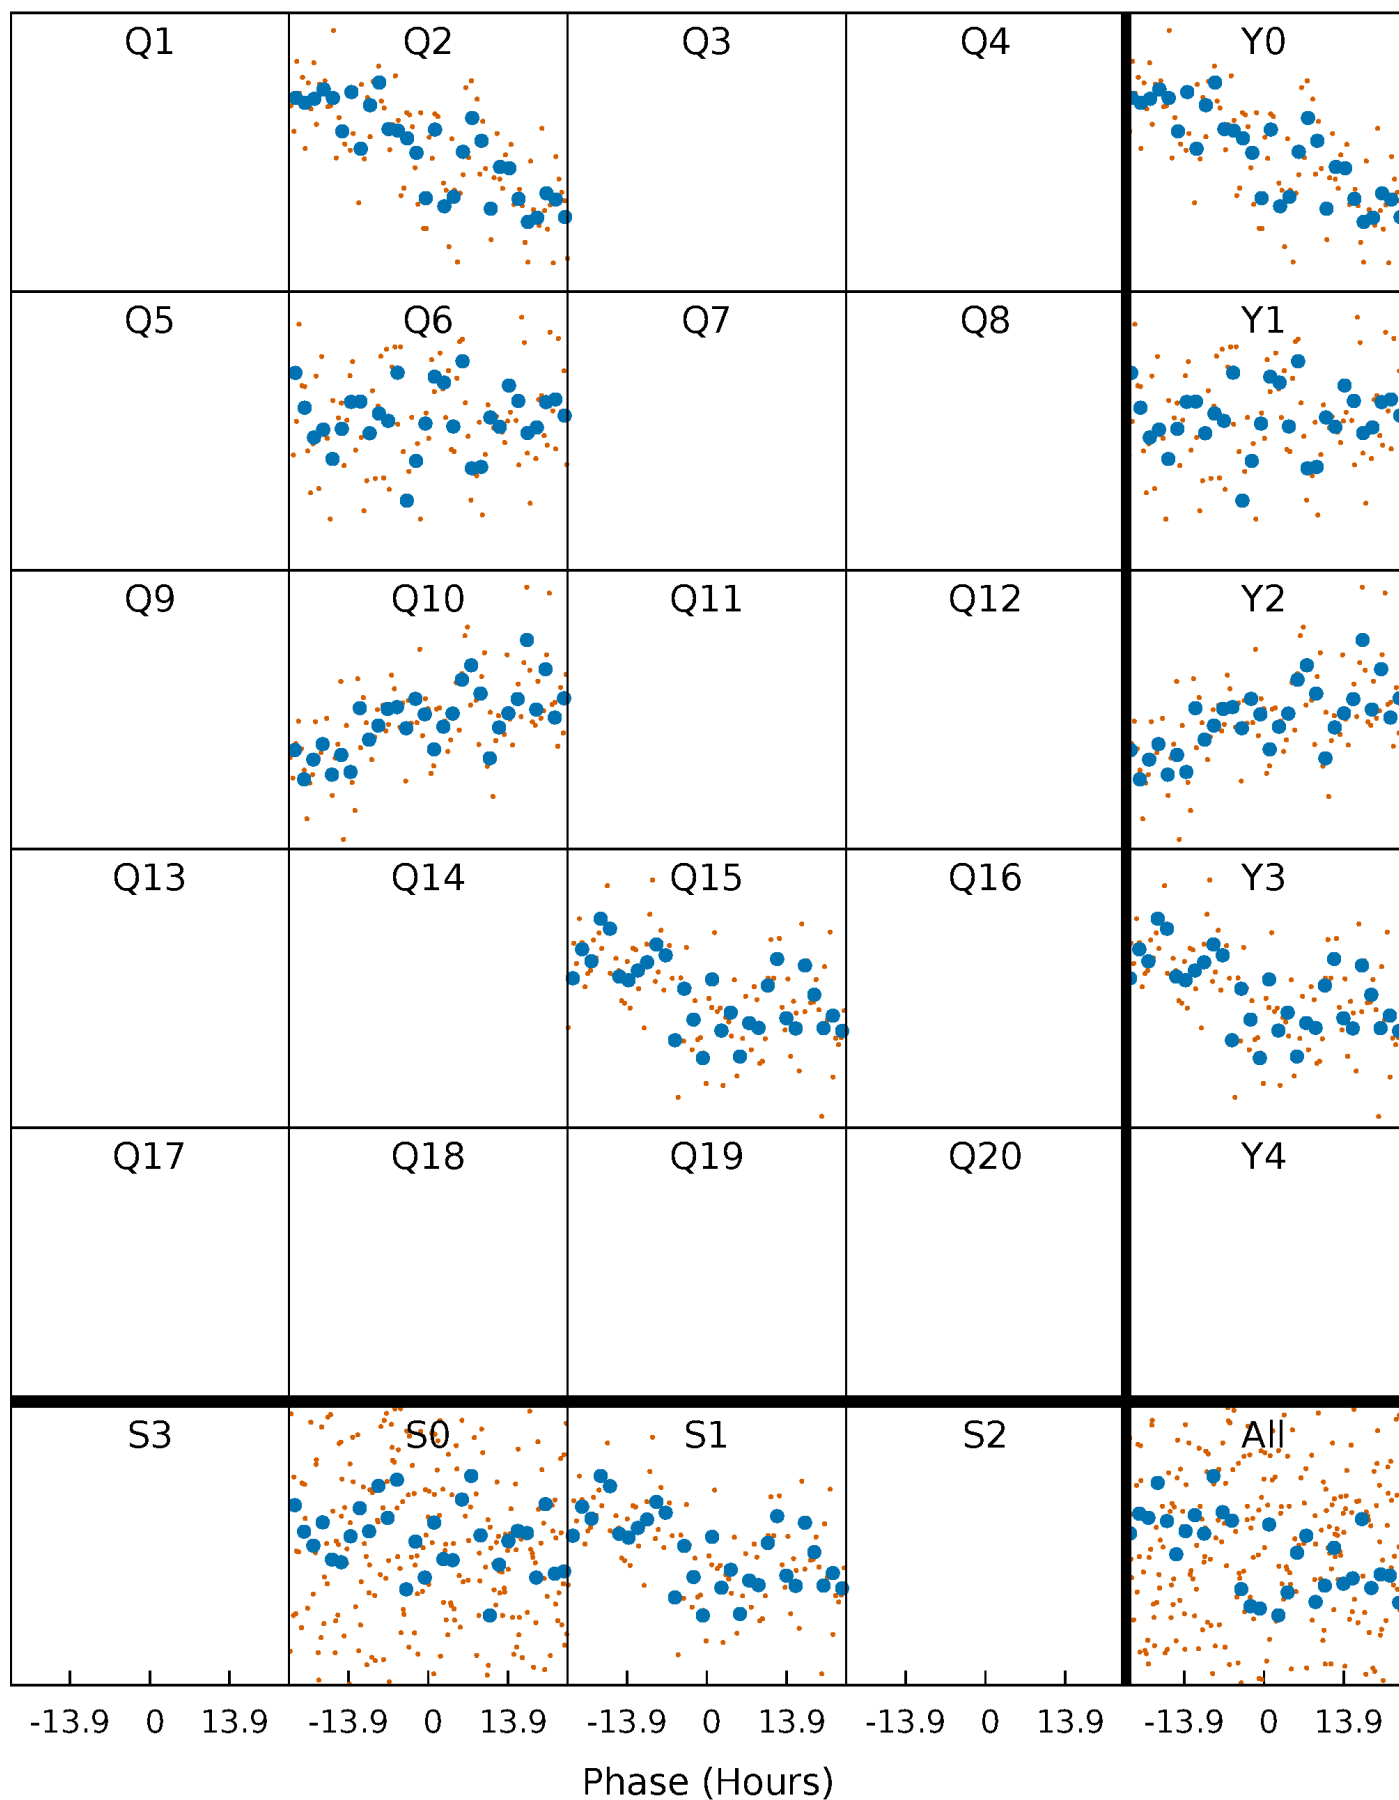 Q1 Q2 Q3 Q4 Y0
Q5 Q6 Q7 Q8 Y1
Q9 Q10 Q11 Q12 Y2
Q13 Q14 Q15 Q16 Y3
Q17 Q18 Q19 Q20 Y4
S3 S0 S1 S2 All
-13.9 0 13.9 -13.9 0 13.9 -13.9 0 13.9 -13.9 0 13.9 -13.9 0 13.9
Phase (Hours)